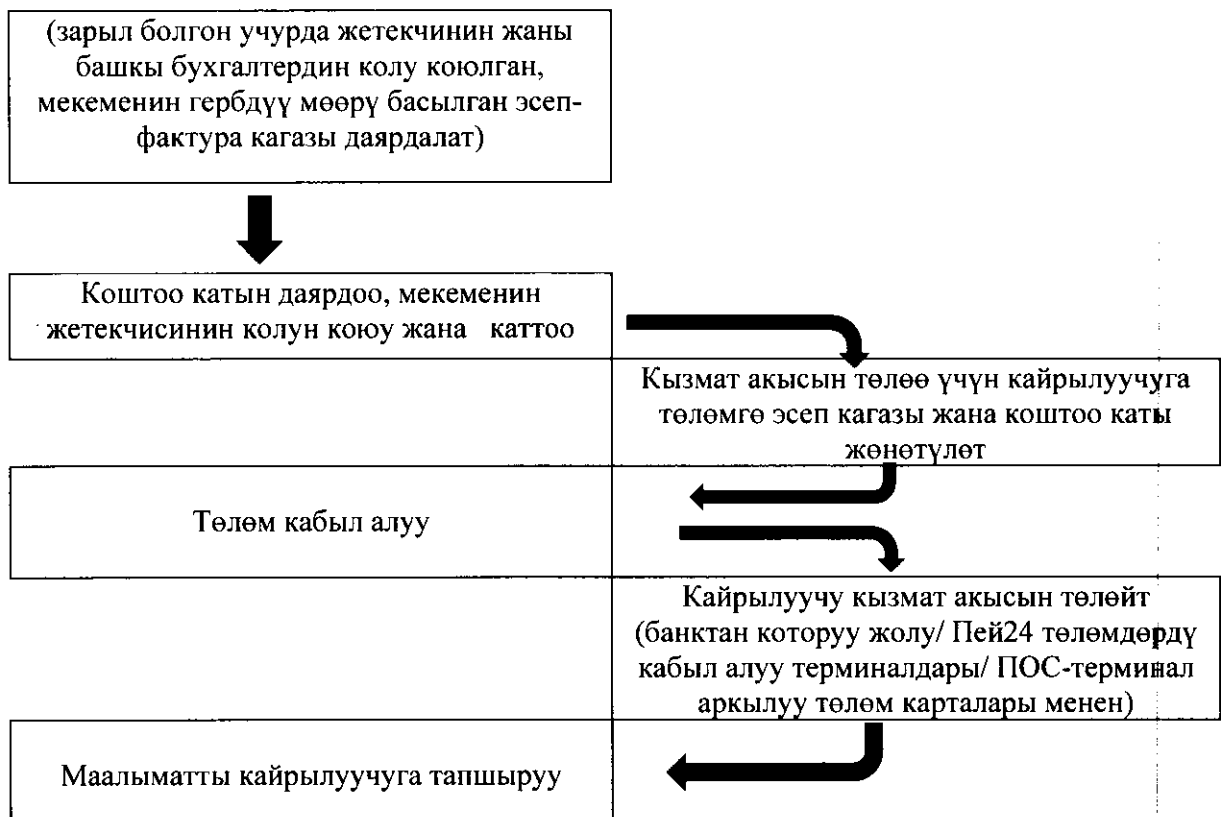 (зарыл болгон учурда жетекчинин жаны
башкы бухгалтердин колу коюлган,
мекеменин гербдүү мөөрү басылган эсеп-
фактура кагазы даярдалат)
Коштоо катын даярдоо, мекеменин
жетекчисинин колун коюу жана каттоо
Кызмат акысын төлөө үчүн кайрылуучуга
төлөмгө эсеп кагазы жана коштоо каты
жөнөтүлөт
Төлөм кабыл алуу
Кайрылуучу кызмат акысын төлөйт
(банктан которуу жолу/ Пей24 төлөмдөрдү
кабыл алуу терминалдары/ ПОС-терминал
аркылуу төлөм карталары менен)
Маалыматты кайрылуучуга тапшыруу